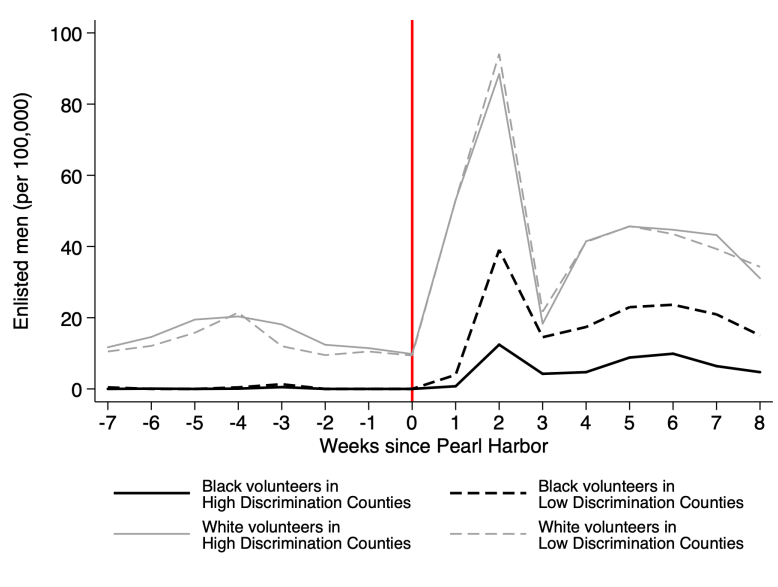 Enlisted men (per 100,000)
100
80
60
40
20
0
-7 -6 -5 -4 -3 -2 -1 0 1 2 3 4 5 6 7 8
Weeks since Pearl Harbor
Black volunteers in
High Discrimination Counties
Black volunteers in
Low Discrimination Counties
White volunteers in
High Discrimination Counties
White volunteers in
Low Discrimination Counties